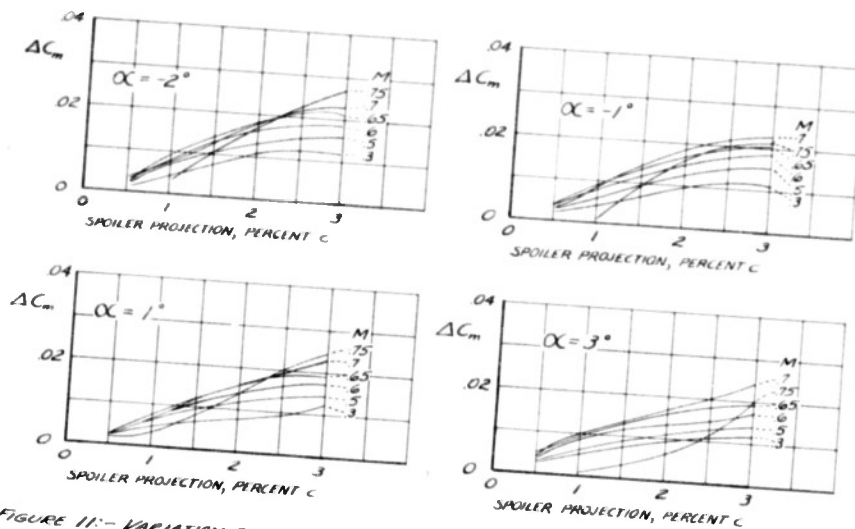 .04
ΔCm
α = -2°
M
.75
.7
.65
.6
.5
.3
.02
0
0 1 2 3
SPOILER PROJECTION, PERCENT C
.04
ΔCm
α = -1°
M
.7
.75
.65
.6
.5
.3
.02
0
0 1 2 3
SPOILER PROJECTION, PERCENT C
.04
ΔCm
α = 1°
M
.75
.7
.65
.6
.5
.3
.02
0
0 1 2 3
SPOILER PROJECTION, PERCENT C
.04
ΔCm
α = 3°
M
.7
.75
.65
.6
.5
.3
.02
0
0 1 2 3
SPOILER PROJECTION, PERCENT C
FIGURE 11:- VARIATION